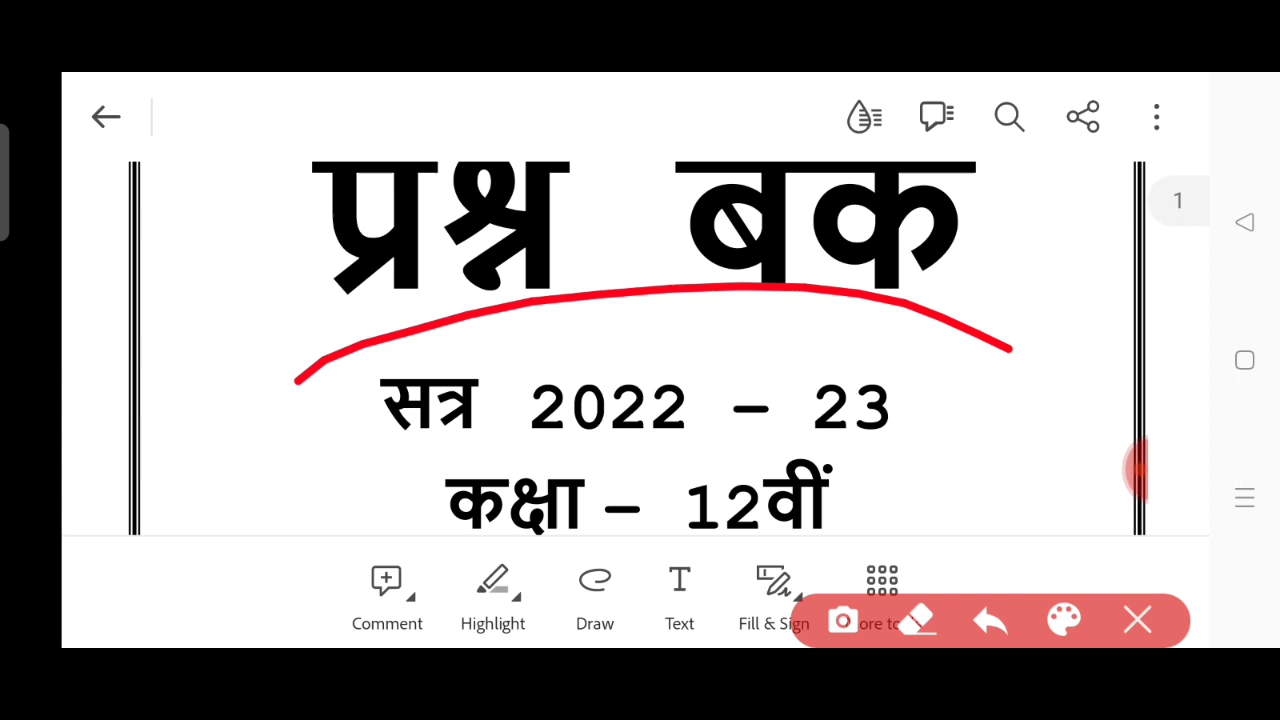 1
प्रश्न बैंक
सत्र 2022 – 23
कक्षा – 12वीं
Comment Highlight Draw Text Fill & Sign